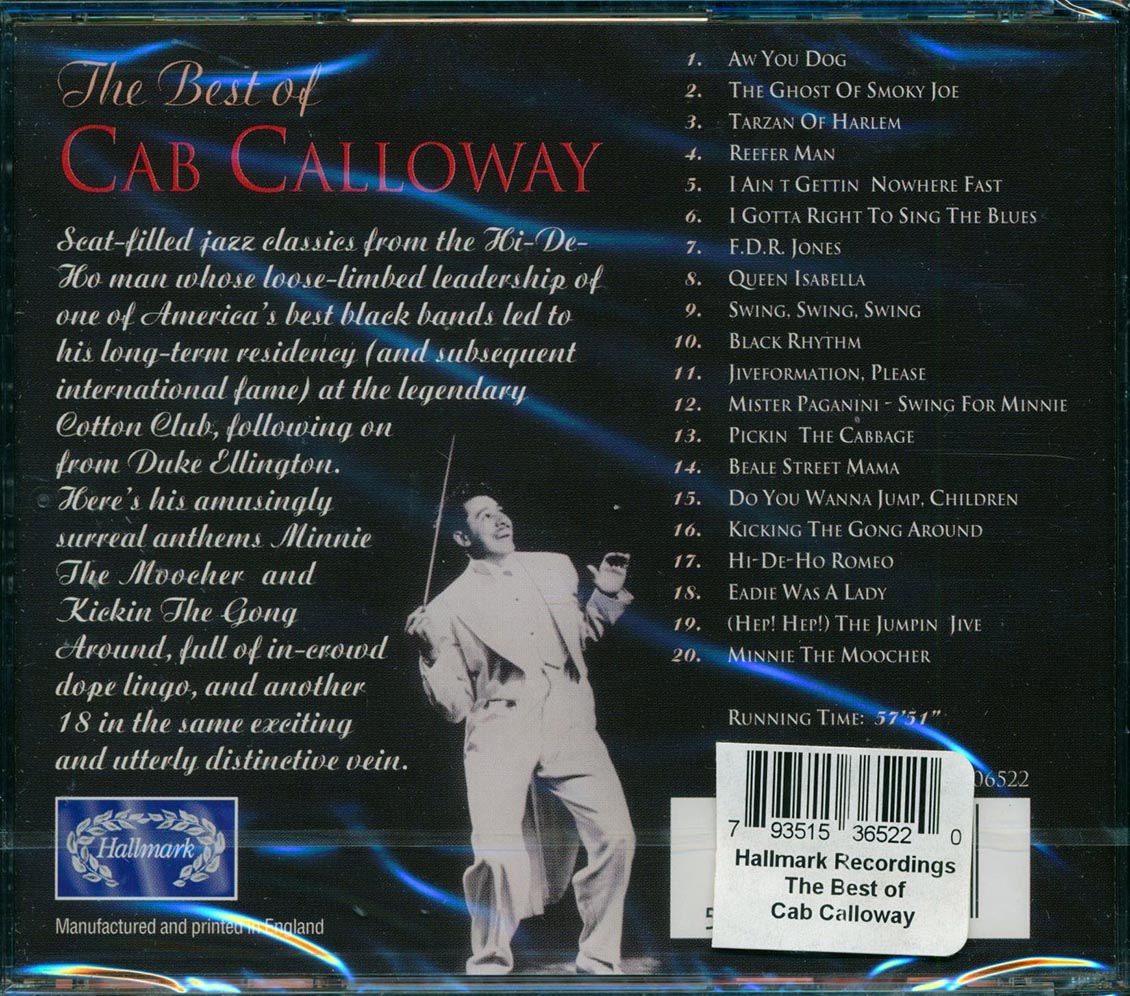 The Best of
CAB CALLOWAY
Scat-filled jazz classics from the Hi-De-
Ho man whose loose-limbed leadership of
one of America's best black bands led to
his long-term residency (and subsequent
international fame) at the legendary
Cotton Club, following on
from Duke Ellington.
Here's his amusingly
surreal anthems Minnie
The Moocher and
Kickin The Gong
Around, full of in-crowd
dope lingo, and another
18 in the same exciting
and utterly distinctive vein.
Hallmark
Manufactured and printed in England
1. AW YOU DOG
2. THE GHOST OF SMOKY JOE
3. TARZAN OF HARLEM
4. REEFER MAN
5. I AIN T GETTIN NOWHERE FAST
6. I GOTTA RIGHT TO SING THE BLUES
7. F.D.R. JONES
8. QUEEN ISABELLA
9. SWING, SWING, SWING
10. BLACK RHYTHM
11. JIVEFORMATION, PLEASE
12. MISTER PAGANINI - SWING FOR MINNIE
13. PICKIN THE CABBAGE
14. BEALE STREET MAMA
15. DO YOU WANNA JUMP, CHILDREN
16. KICKING THE GONG AROUND
17. HI-DE-HO ROMEO
18. EADIE WAS A LADY
19. (HEP! HEP!) THE JUMPIN JIVE
20. MINNIE THE MOOCHER
RUNNING TIME: 57'51"
06522
7 93515 36522 0
Hallmark Recordings
The Best of
Cab Calloway